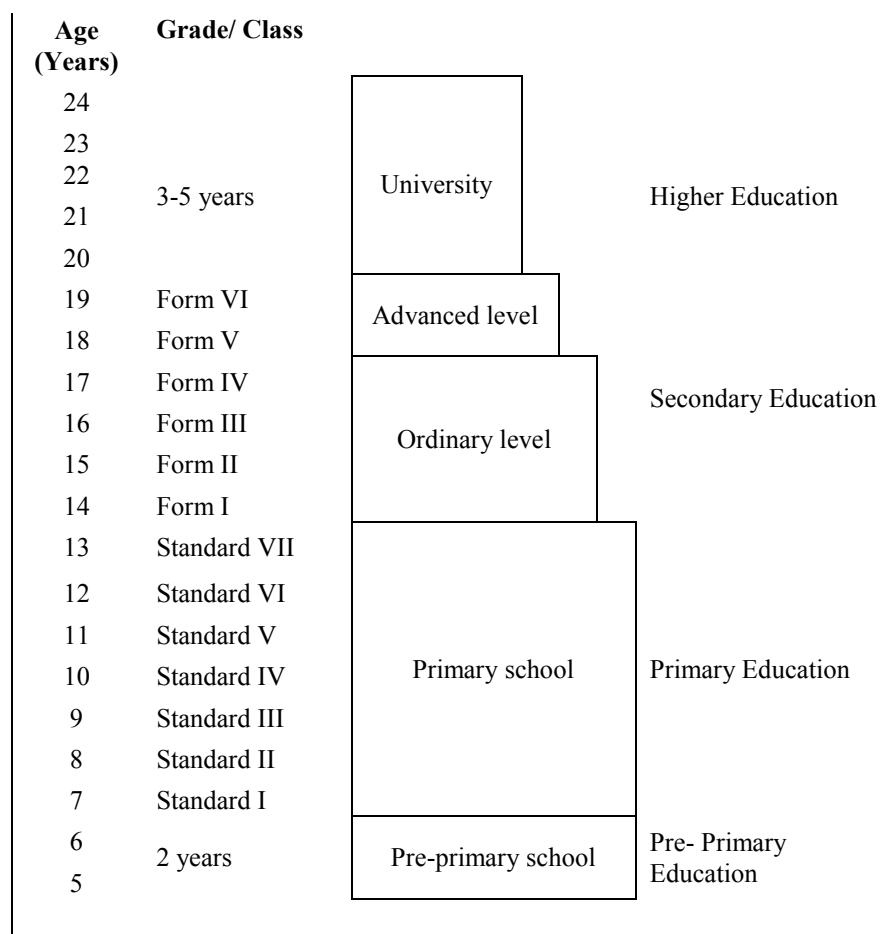 Age Grade/ Class
(Years)
24
23
22
3-5 years University Higher Education
21
20
19 Form VI
Advanced level
18 Form V
17 Form IV
Secondary Education
16 Form III
Ordinary level
15 Form II
14 Form I
13 Standard VII
12 Standard VI
11 Standard V
10 Standard IV Primary school Primary Education
9 Standard III
8 Standard II
7 Standard I
6 Pre- Primary
2 years Pre-primary school
5 Education